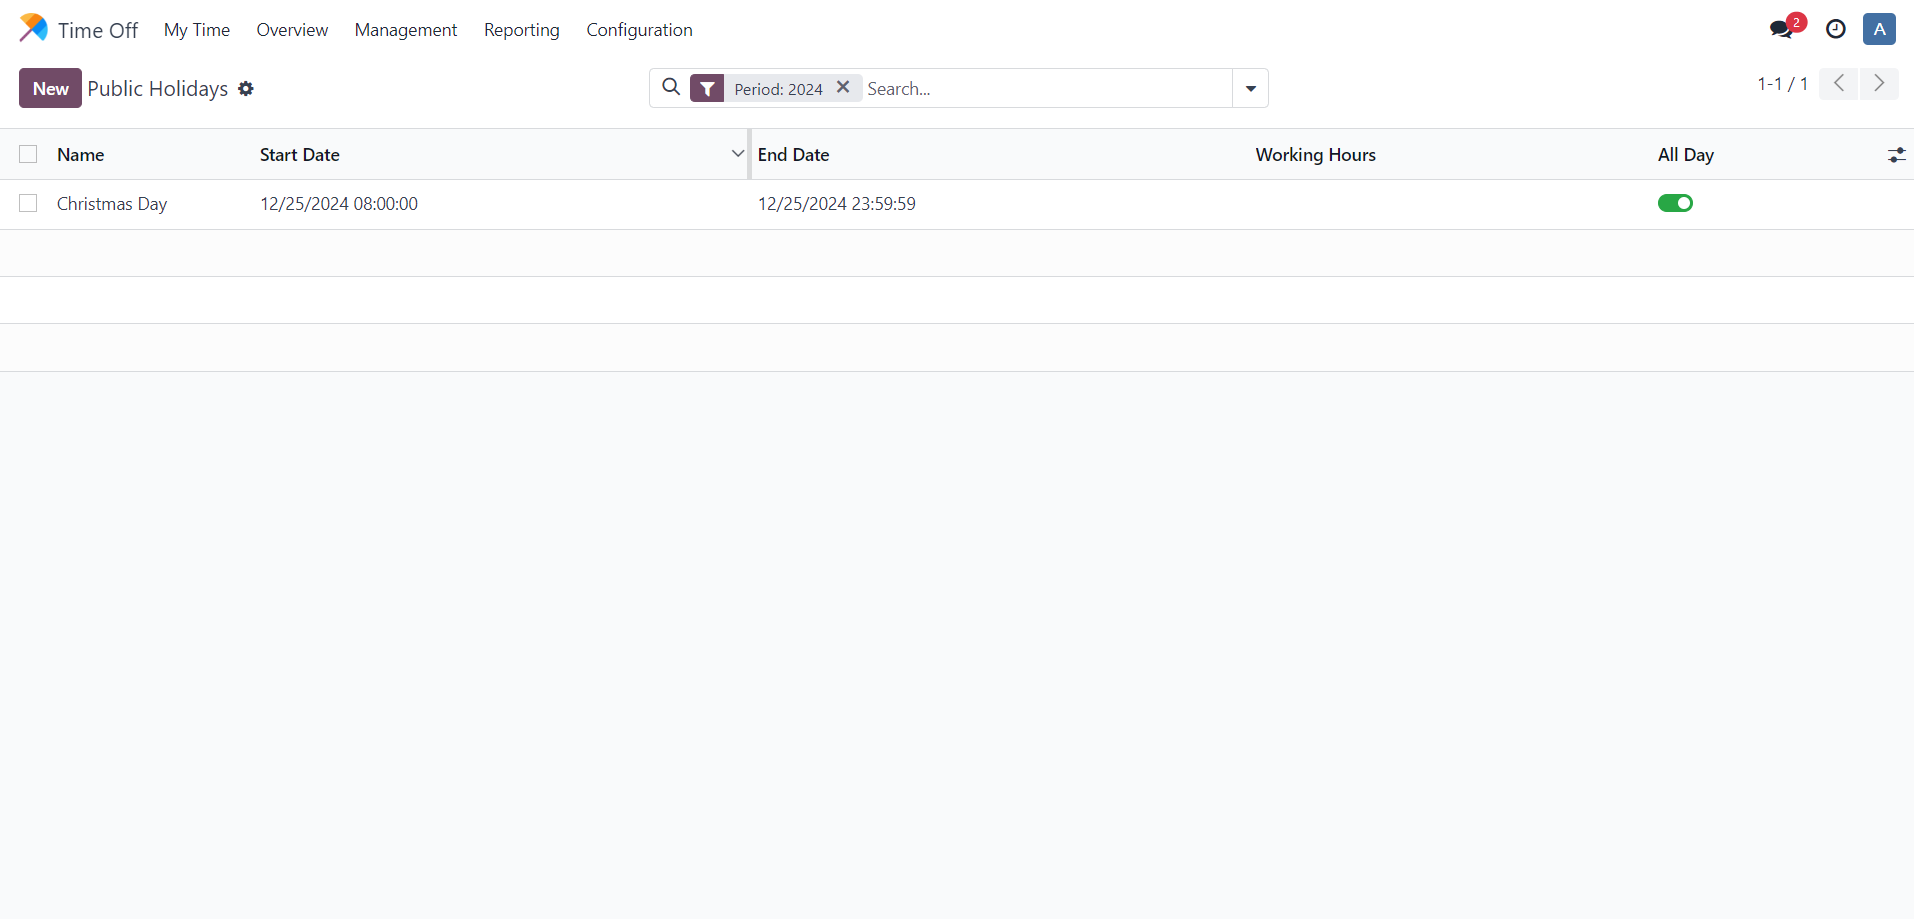 Time Off My Time Overview Management Reporting Configuration 2 A
New Public Holidays Period: 2024 Search... 1-1 / 1
Name Start Date End Date Working Hours All Day
Christmas Day 12/25/2024 08:00:00 12/25/2024 23:59:59